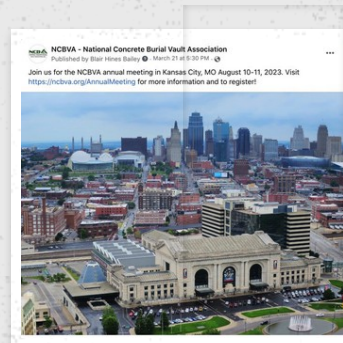 NCBVA - National Concrete Burial Vault Association
Published by Blair Hines Bailey · March 21 at 5:30 PM ·
Join us for the NCBVA annual meeting in Kansas City, MO August 10-11, 2023. Visit
https://ncbva.org/AnnualMeeting for more information and to register!